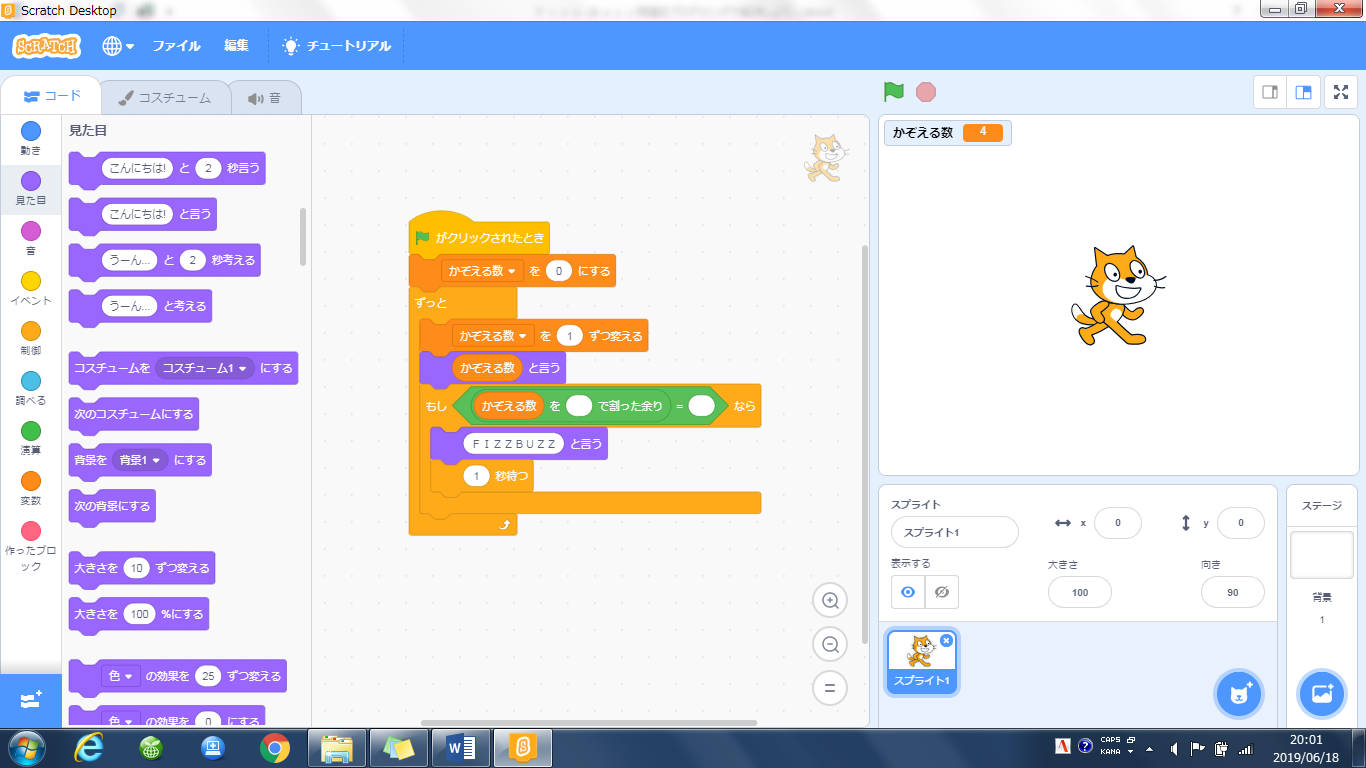 Scratch Desktop
SCRATCH ファイル 編集 チュートリアル
コード コスチューム 音
動き
見た目
音
イベント
制御
調べる
演算
変数
作ったブロック
見た目
こんにちは! と 2 秒言う
こんにちは! と言う
うーん... と 2 秒考える
うーん... と考える
コスチュームを コスチューム1 にする
次のコスチュームにする
背景を 背景1 にする
次の背景にする
大きさを 10 ずつ変える
大きさを 100 %にする
色 の効果を 25 ずつ変える
色 の効果を 0 にする
がクリックされたとき
かぞえる数 を 0 にする
ずっと
かぞえる数 を 1 ずつ変える
かぞえる数 と言う
もし かぞえる数 を で割った余り = なら
ＦＩＺＺＢＵＺＺ と言う
1 秒待つ
かぞえる数 4
スプライト
スプライト1 x 0 y 0
表示する 大きさ 向き
100 90
スプライト1
ステージ
背景
1
A CAPS
KANA
20:01
2019/06/18